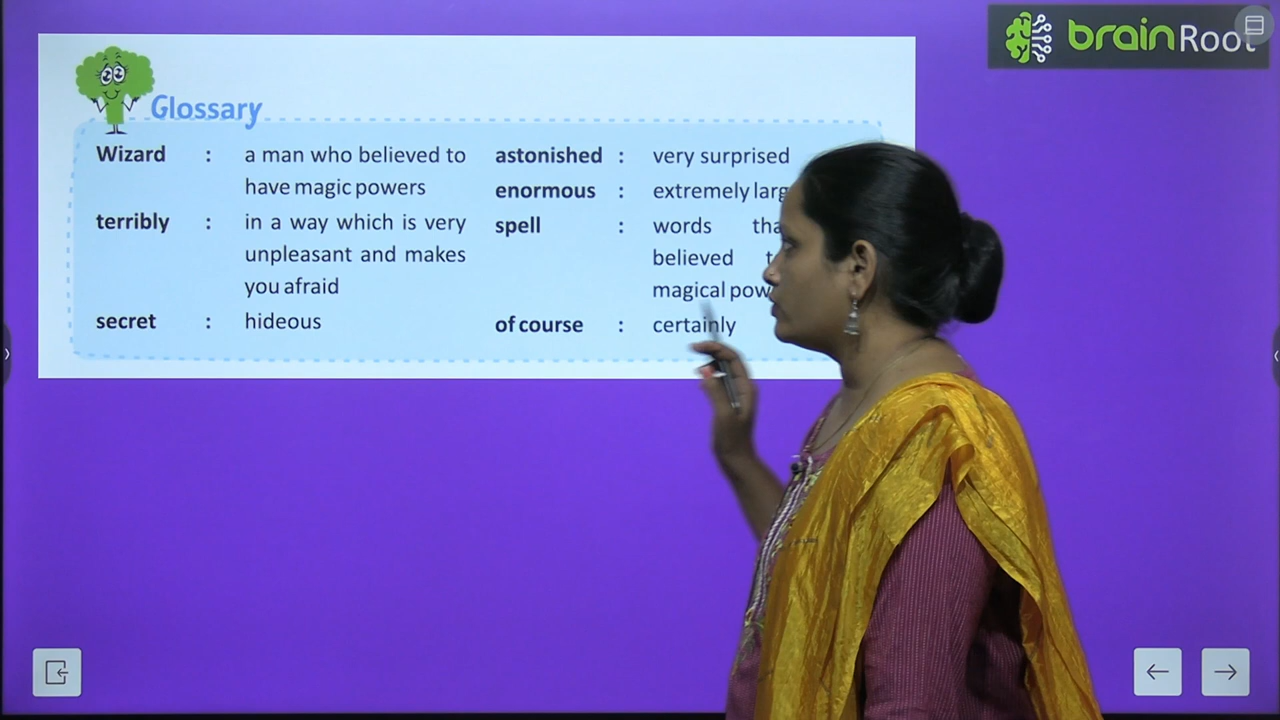 brainRoot
Glossary
Wizard : a man who believed to
have magic powers
terribly : in a way which is very
unpleasant and makes
you afraid
secret : hideous
astonished : very surprised
enormous : extremely
spell : words
believed
magical
of course : certainly